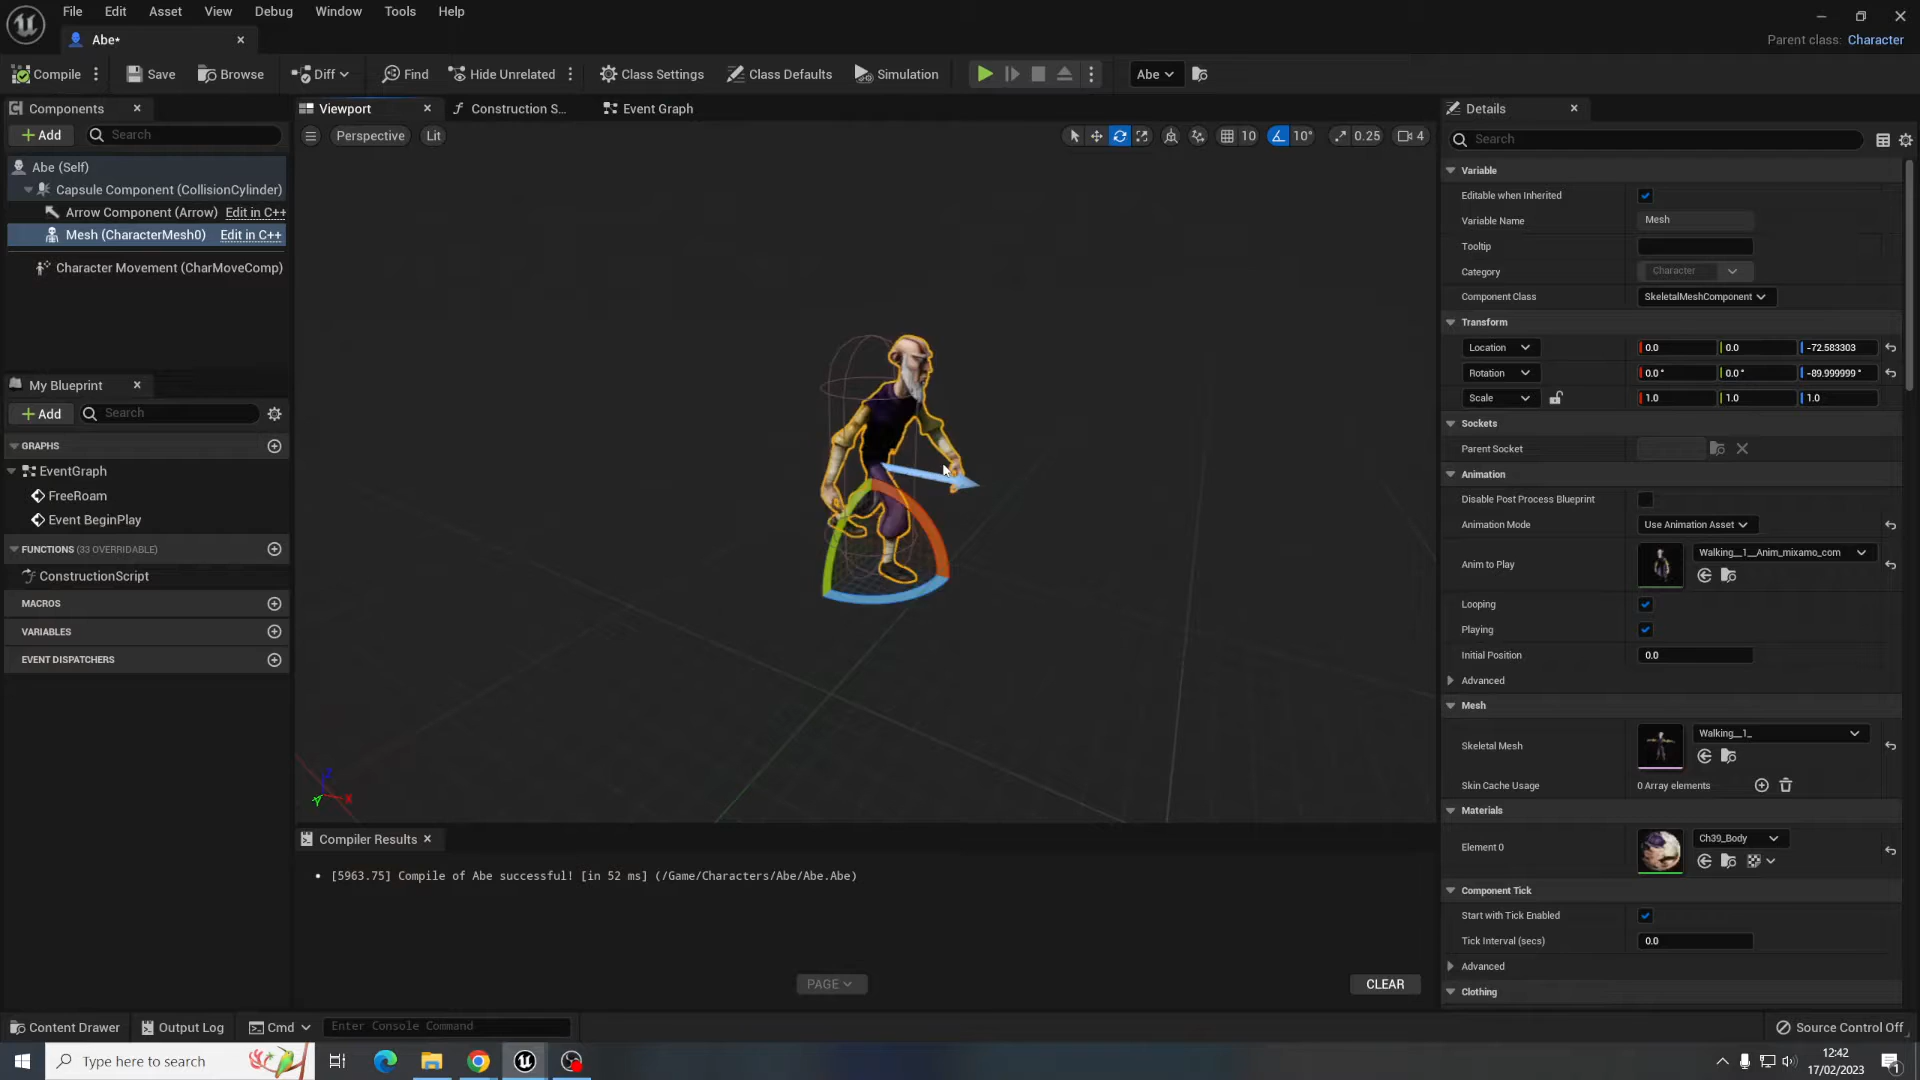 File Edit Asset View Debug Window Tools Help
Abe*
Parent class: Character
Compile Save Browse Diff Find Hide Unrelated Class Settings Class Defaults Simulation Abe
Components
Add Search
Abe (Self)
Capsule Component (CollisionCylinder)
Arrow Component (Arrow) Edit in C++
Mesh (CharacterMesh0) Edit in C++
Character Movement (CharMoveComp)
My Blueprint
Add Search
GRAPHS
EventGraph
FreeRoam
Event BeginPlay
FUNCTIONS (33 OVERRIDABLE)
ConstructionScript
MACROS
VARIABLES
EVENT DISPATCHERS
Viewport Construction S... Event Graph
Perspective Lit 10 10° 0.25 4
Z
Y X
Compiler Results
[5963.75] Compile of Abe successful! [in 52 ms] (/Game/Characters/Abe/Abe.Abe)
PAGE CLEAR
Details
Search
Variable
Editable when Inherited
Variable Name Mesh
Tooltip
Category Character
Component Class SkeletalMeshComponent
Transform
Location 0.0 0.0 -72.583303
Rotation 0.0° 0.0° -89.999999°
Scale 1.0 1.0 1.0
Sockets
Parent Socket
Animation
Disable Post Process Blueprint
Animation Mode Use Animation Asset
Anim to Play Walking__1__Anim_mixamo_com
Looping
Playing
Initial Position 0.0
Advanced
Mesh
Skeletal Mesh Walking__1_
Skin Cache Usage 0 Array elements
Materials
Element 0 Ch39_Body
Component Tick
Start with Tick Enabled
Tick Interval (secs) 0.0
Advanced
Clothing
Content Drawer Output Log Cmd Enter Console Command Source Control Off
Type here to search
12:42
17/02/2023
1